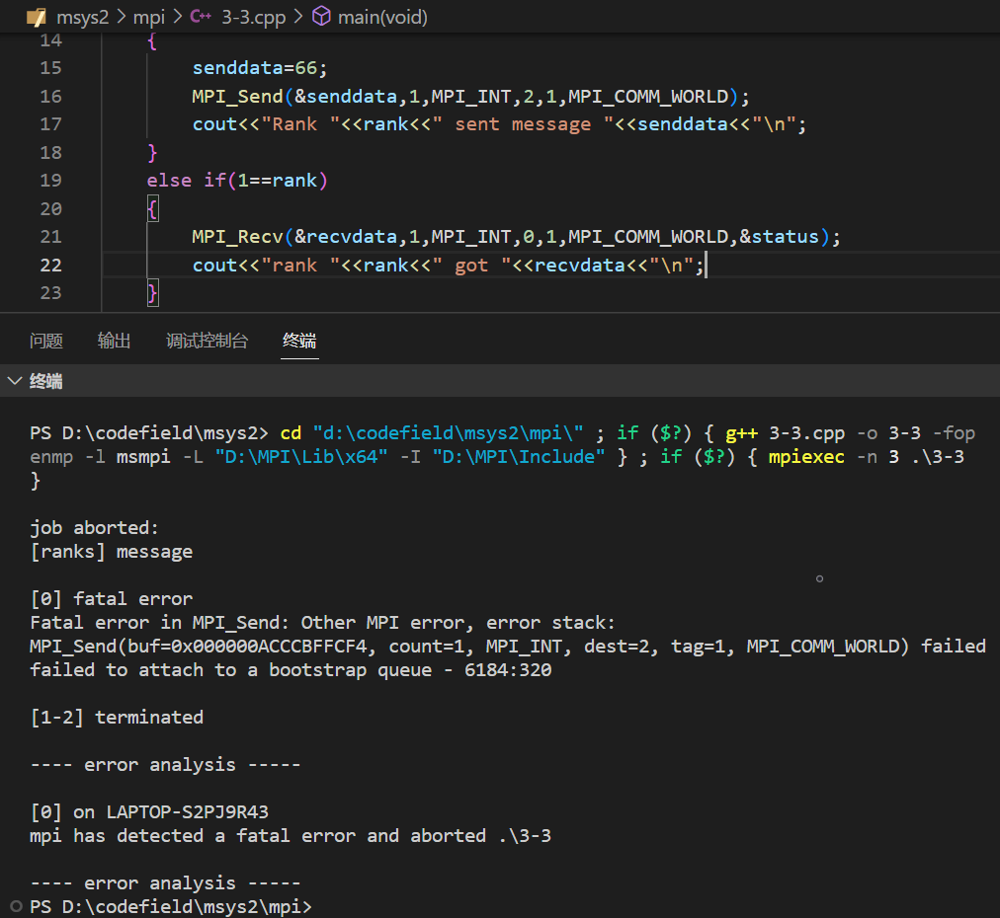 msys2 > mpi > C++ 3-3.cpp > main(void)
14 {
15 senddata=66;
16 MPI_Send(&senddata,1,MPI_INT,2,1,MPI_COMM_WORLD);
17 cout<<"Rank "<<rank<<" sent message "<<senddata<<"\n";
18 }
19 else if(1==rank)
20 {
21 MPI_Recv(&recvdata,1,MPI_INT,0,1,MPI_COMM_WORLD,&status);
22 cout<<"rank "<<rank<<" got "<<recvdata<<"\n";
23 }
问题 输出 调试控制台 终端
终端
PS D:\codefield\msys2> cd "d:\codefield\msys2\mpi\" ; if ($?) { g++ 3-3.cpp -o 3-3 -fop
enmp -l msmpi -L "D:\MPI\Lib\x64" -I "D:\MPI\Include" } ; if ($?) { mpiexec -n 3 .\3-3
}
job aborted:
[ranks] message
[0] fatal error
Fatal error in MPI_Send: Other MPI error, error stack:
MPI_Send(buf=0x000000ACCCBFFCF4, count=1, MPI_INT, dest=2, tag=1, MPI_COMM_WORLD) failed
failed to attach to a bootstrap queue - 6184:320
[1-2] terminated
---- error analysis -----
[0] on LAPTOP-S2PJ9R43
mpi has detected a fatal error and aborted .\3-3
---- error analysis -----
PS D:\codefield\msys2\mpi>